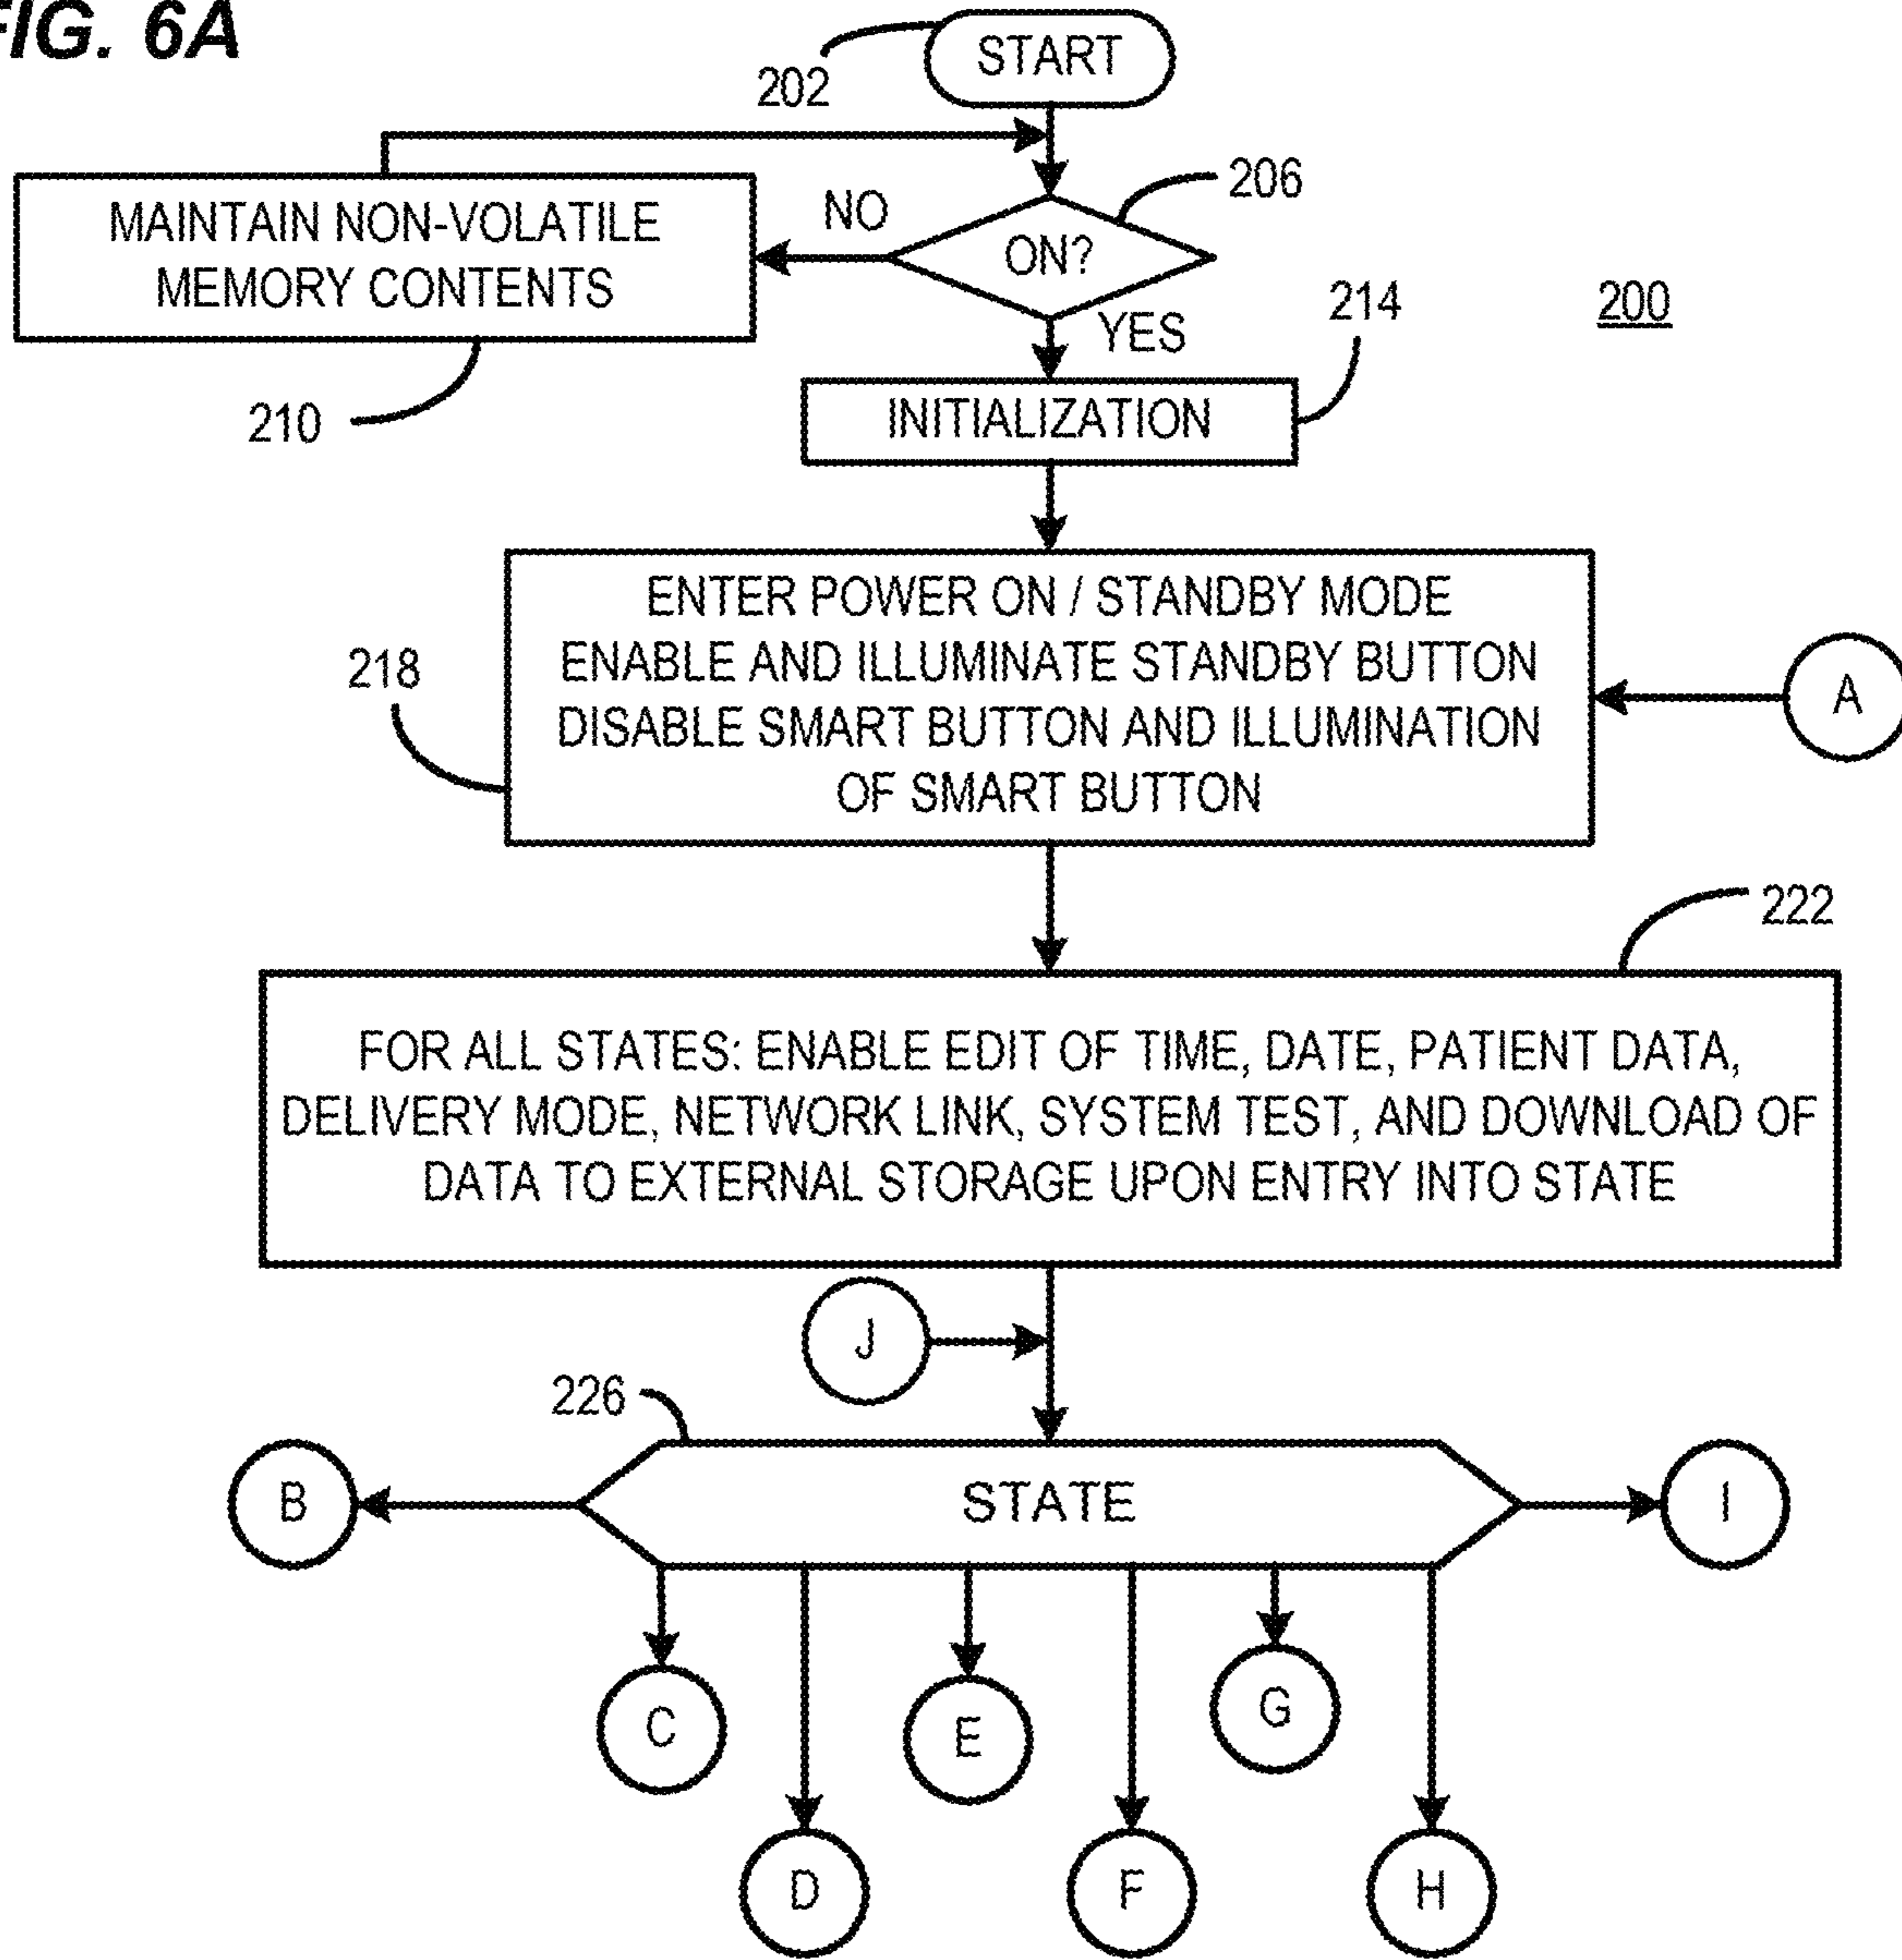 FIG. 6A
START
202
206
NO
ON?
MAINTAIN NON-VOLATILE
MEMORY CONTENTS
210
YES
214
200
INITIALIZATION
ENTER POWER ON / STANDBY MODE
ENABLE AND ILLUMINATE STANDBY BUTTON
DISABLE SMART BUTTON AND ILLUMINATION
OF SMART BUTTON
218
A
222
FOR ALL STATES: ENABLE EDIT OF TIME, DATE, PATIENT DATA,
DELIVERY MODE, NETWORK LINK, SYSTEM TEST, AND DOWNLOAD OF
DATA TO EXTERNAL STORAGE UPON ENTRY INTO STATE
J
226
B
STATE
I
C
D
E
F
G
H